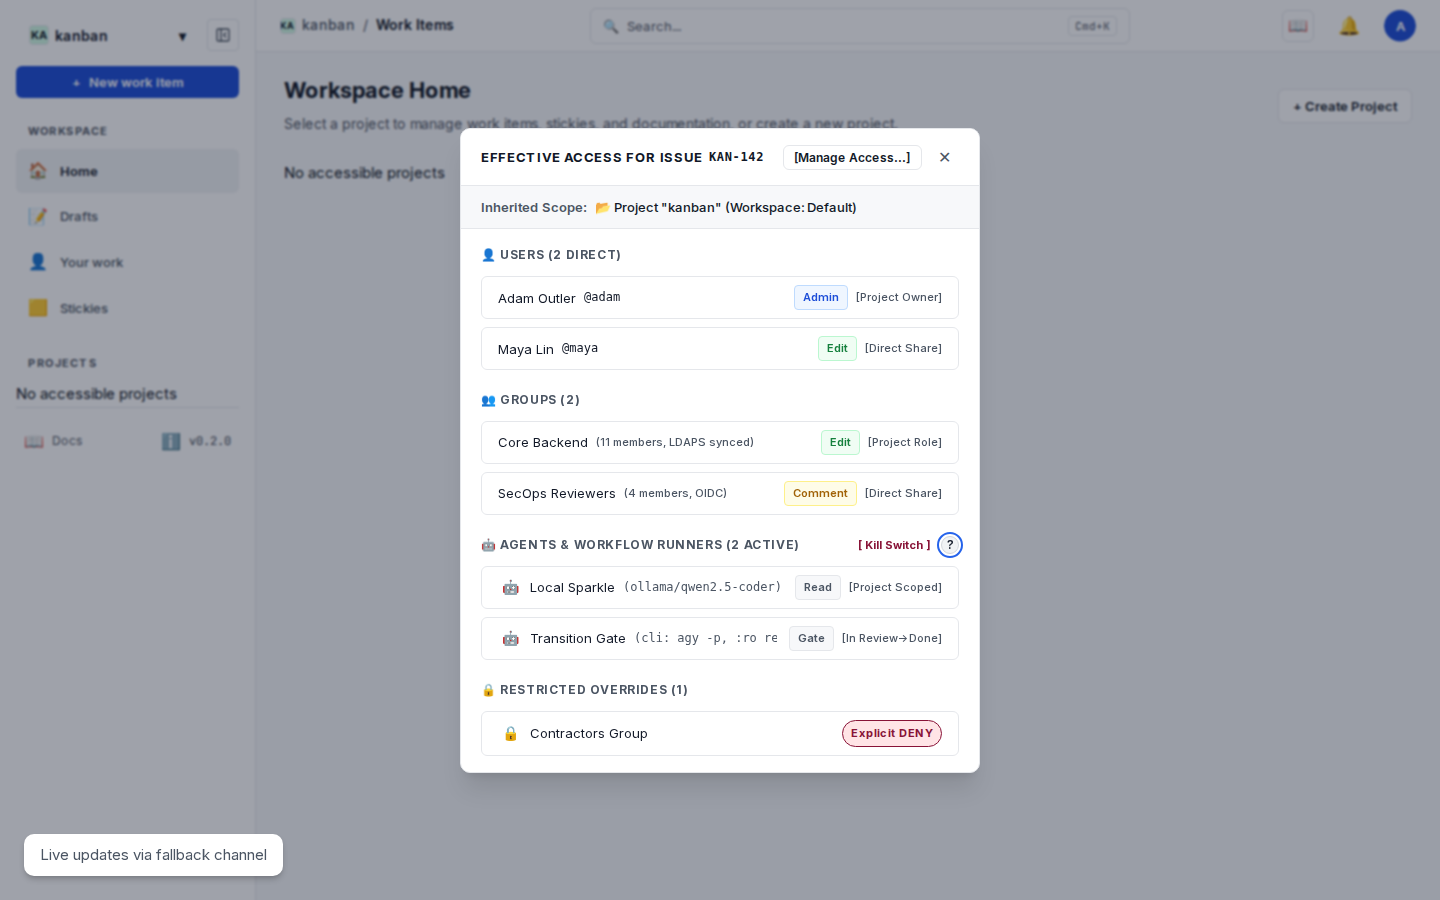 KA kanban ▼
+ New work item
WORKSPACE
🏠 Home
📝 Drafts
👤 Your work
🟨 Stickies
PROJECTS
No accessible projects
📖 Docs ℹ️ v0.2.0
KA kanban / Work Items
🔍 Search... Cmd+K
📖 🔔 A
Workspace Home
+ Create Project
Select a project to manage work items, stickies, and documentation, or create a new project.
No accessible projects
EFFECTIVE ACCESS FOR ISSUE KAN-142 [Manage Access...] ✕
Inherited Scope: 📂 Project "kanban" (Workspace: Default)
👤 USERS (2 DIRECT)
Adam Outler @adam Admin [Project Owner]
Maya Lin @maya Edit [Direct Share]
👥 GROUPS (2)
Core Backend (11 members, LDAPS synced) Edit [Project Role]
SecOps Reviewers (4 members, OIDC) Comment [Direct Share]
🤖 AGENTS & WORKFLOW RUNNERS (2 ACTIVE) [ Kill Switch ] ?
🤖 Local Sparkle (ollama/qwen2.5-coder) Read [Project Scoped]
🤖 Transition Gate (cli: agy -p, :ro re Gate [In Review→Done]
🔒 RESTRICTED OVERRIDES (1)
🔒 Contractors Group Explicit DENY
Live updates via fallback channel